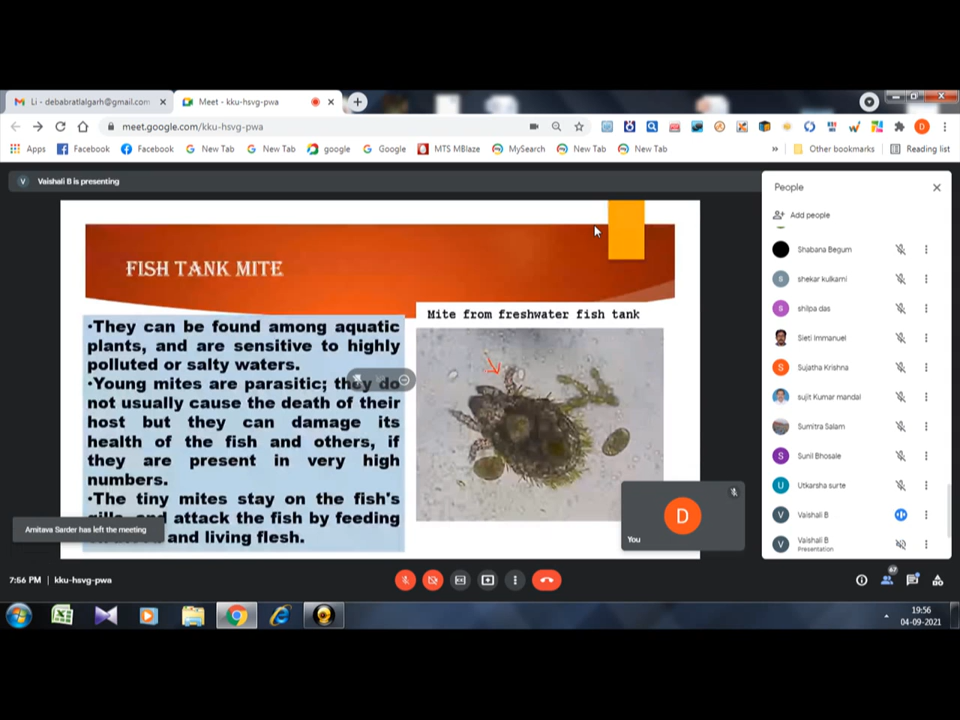 Li - debabratlalgarh@gmail.com
Meet - kku-hsvg-pwa
meet.google.com/kku-hsvg-pwa
D
Apps
Facebook
Facebook
New Tab
New Tab
google
Google
MTS MBlaze
MySearch
New Tab
New Tab
»
Other bookmarks
Reading list
V
Vaishali B is presenting
FISH TANK MITE
•They can be found among aquatic
plants, and are sensitive to highly
polluted or salty waters.
•Young mites are parasitic; they do
not usually cause the death of their
host but they can damage its
health of the fish and others, if
they are present in very high
numbers.
•The tiny mites stay on the fish's
and attack the fish by feeding
and living flesh.
Mite from freshwater fish tank
Amitava Sarder has left the meeting
D
You
People
Add people
Shabana Begum
S
shekar kulkarni
S
shilpa das
Sieti Immanuel
S
Sujatha Krishna
sujit Kumar mandal
Sumitra Salam
S
Sunil Bhosale
U
Utkarsha surte
V
Vaishali B
V
Vaishali B
Presentation
7:56 PM | kku-hsvg-pwa
67
19:56
04-09-2021